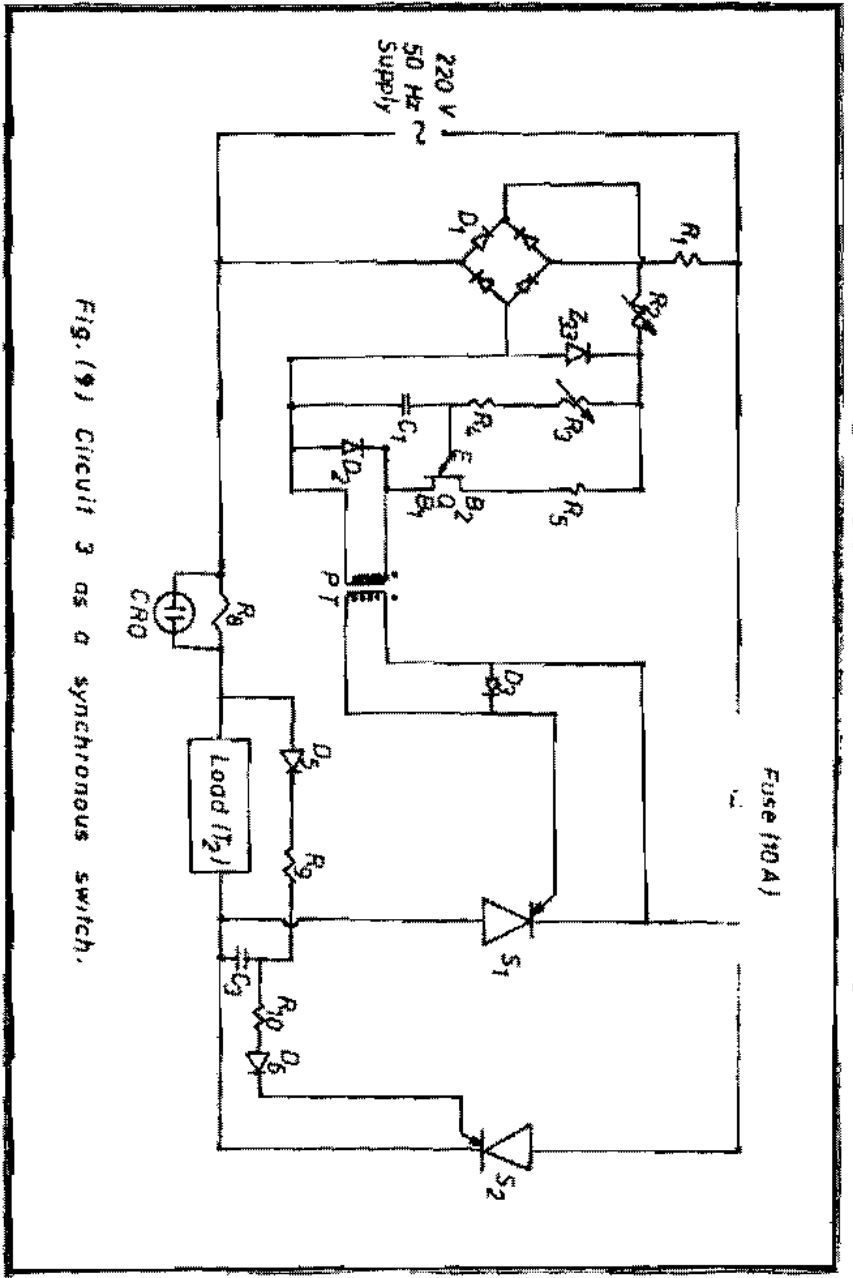 Fuse (10A)
R1
220 V
50 Hz ~
Supply
D1
R2
R3
R4
C1
D2
E
B2
Q
B1
R5
P T
D3
S1
S2
R8
CRO
D5
R9
Load (T2)
C3
R10
D6
Fig. (9) Circuit 3 as a synchronous switch.